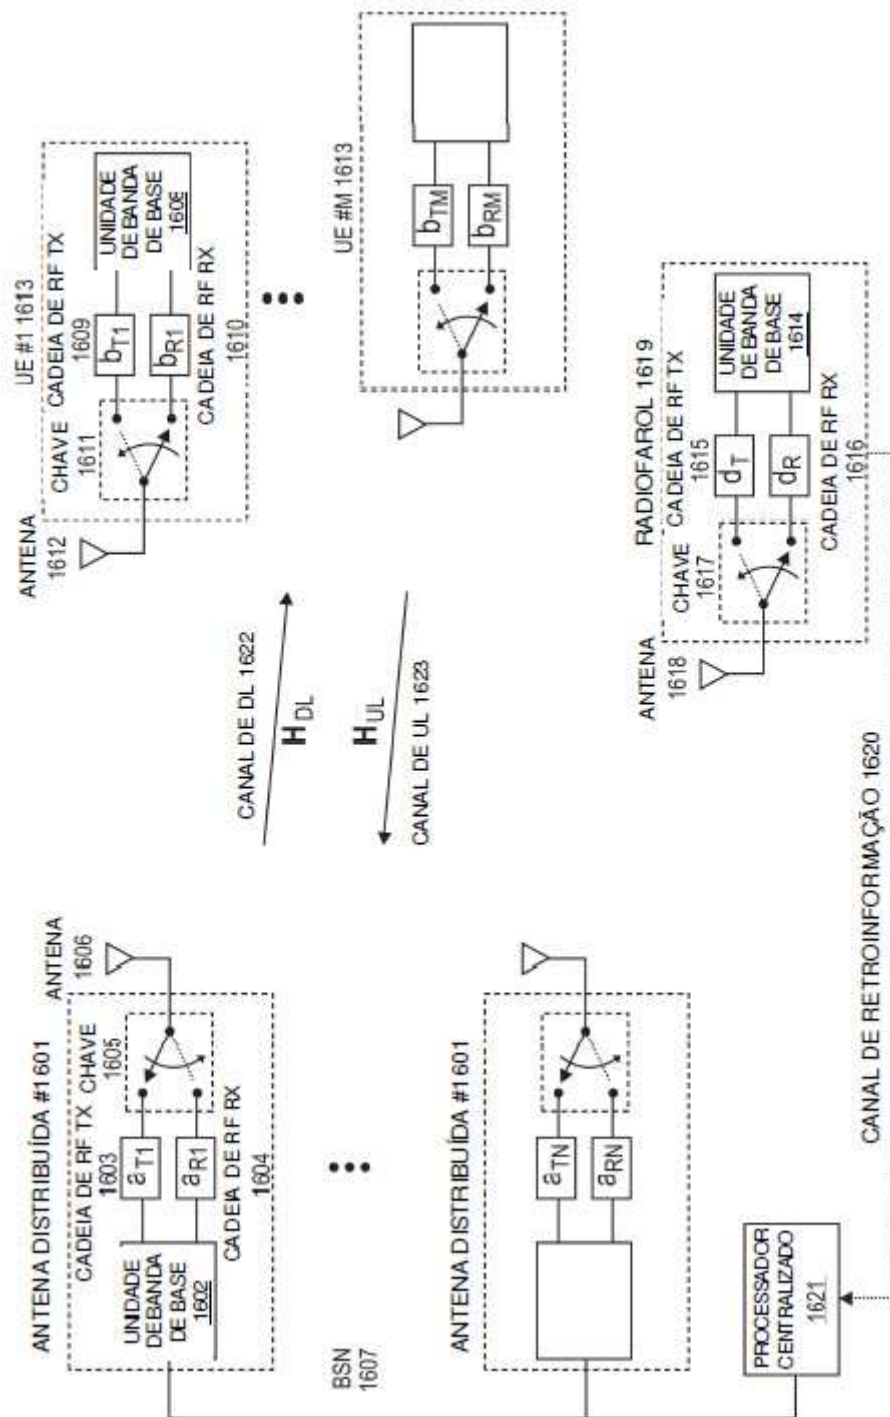 ANTENA DISTRIBUÍDA #1601
CADEIA DE RF TX
1603
CHAVE
1605
ANTENA
1606
UNIDADE
DE BANDA
DE BASE
1602
aT1
aR1
CADEIA DE RF RX
1604
BSN
1607
ANTENA DISTRIBUÍDA #1601
aTN
aRN
PROCESSADOR
CENTRALIZADO
1621
CANAL DE DL 1622
HDL
HUL
CANAL DE UL 1623
CANAL DE RETROINFORMAÇÃO 1620
UE #1 1613
ANTENA
1612
CHAVE
1611
CADEIA DE RF TX
1609
bT1
bR1
UNIDADE
DE BANDA
DE BASE
CADEIA DE RF RX
1610
UE #M 1613
bTM
bRM
RADIOFAROL 1619
ANTENA
1618
CHAVE
1617
CADEIA DE RF TX
1615
dT
dR
UNIDADE
DE BANDA
DE BASE
1614
CADEIA DE RF RX
1616